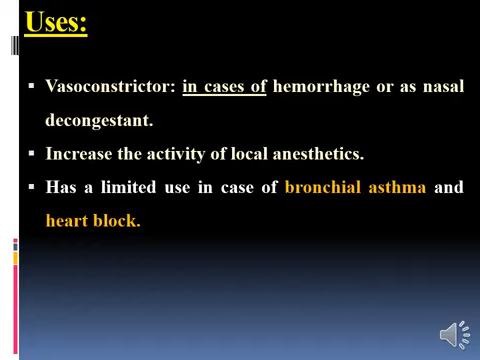 Uses:
▪ Vasoconstrictor: in cases of hemorrhage or as nasal
decongestant.
▪ Increase the activity of local anesthetics.
▪ Has a limited use in case of bronchial asthma and
heart block.